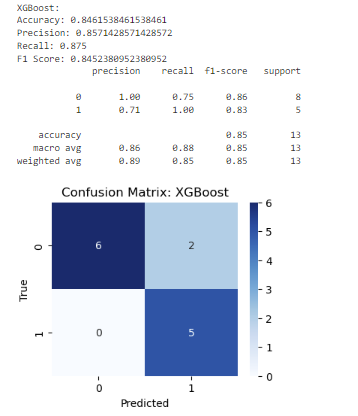 XGBoost:
Accuracy: 0.8461538461538461
Precision: 0.8571428571428572
Recall: 0.875
F1 Score: 0.8452380952380952
precision recall f1-score support
0 1.00 0.75 0.86 8
1 0.71 1.00 0.83 5
accuracy 0.85 13
macro avg 0.86 0.88 0.85 13
weighted avg 0.89 0.85 0.85 13
Confusion Matrix: XGBoost
6
5
4
3
2
1
0
True
0
1
6 2
0 5
0 1
Predicted